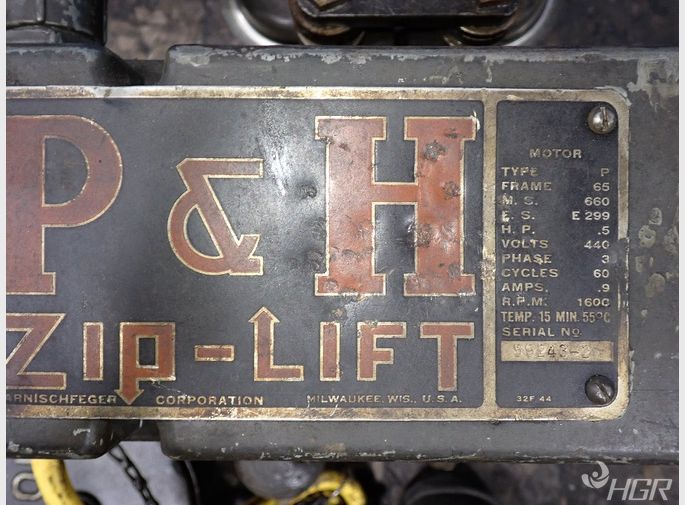 P & H
ZIP-LIFT
ARNISCHFEGER CORPORATION MILWAUKEE, WIS., U.S.A.
MOTOR
TYPE P
FRAME 65
M. S. 660
E. S. E 299
H. P. .5
VOLTS 440
PHASE 3
CYCLES 60
AMPS. .9
R.P.M. 1600
TEMP. 15 MIN. 55°C
SERIAL NO.
32F 44
HGR